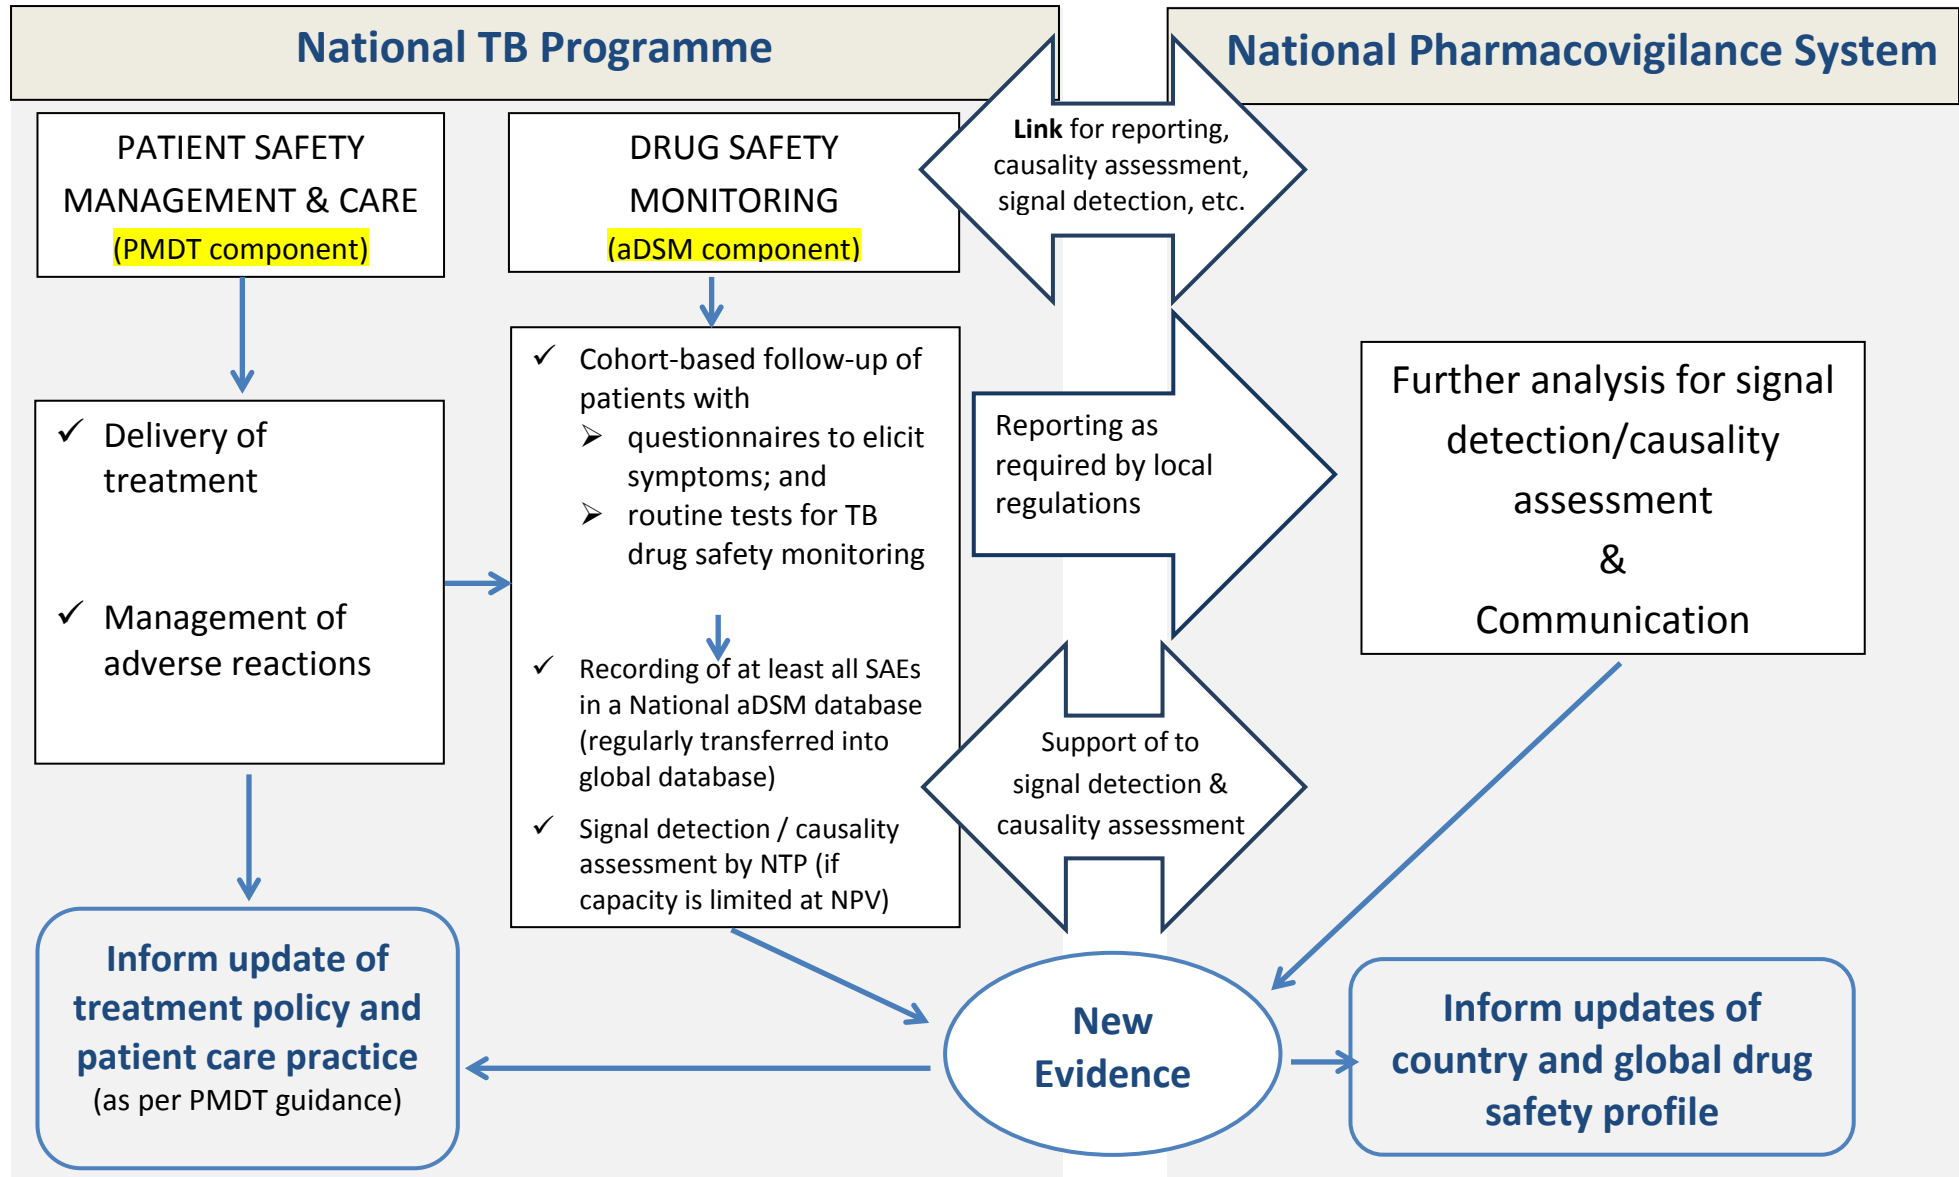 National TB Programme
National Pharmacovigilance System
PATIENT SAFETY
MANAGEMENT & CARE
(PMDT component)
DRUG SAFETY
MONITORING
(aDSM component)
Link for reporting,
causality assessment,
signal detection, etc.
✓ Delivery of
treatment
✓ Management of
adverse reactions
✓ Cohort-based follow-up of
patients with
➢ questionnaires to elicit
symptoms; and
➢ routine tests for TB
drug safety monitoring
✓ Recording of at least all SAEs
in a National aDSM database
(regularly transferred into
global database)
✓ Signal detection / causality
assessment by NTP (if
capacity is limited at NPV)
Reporting as
required by local
regulations
Further analysis for signal
detection/causality
assessment
&
Communication
Support of to
signal detection &
causality assessment
Inform update of
treatment policy and
patient care practice
(as per PMDT guidance)
New
Evidence
Inform updates of
country and global drug
safety profile